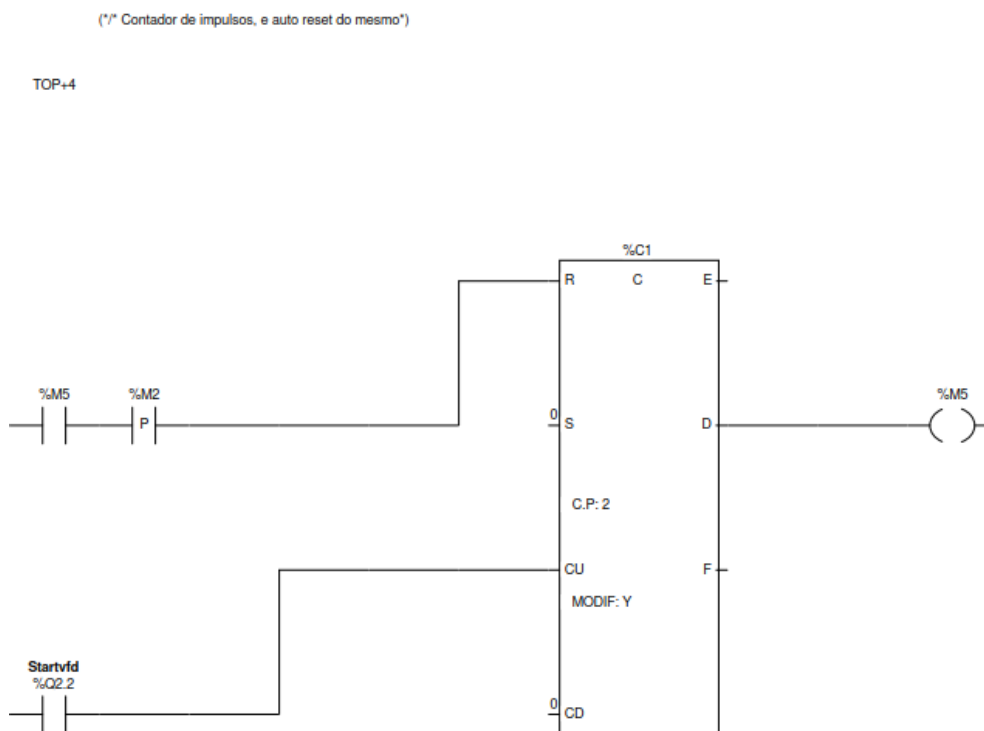 (*/* Contador de impulsos, e auto reset do mesmo*)
TOP+4
%C1
R C E
%M5 %M2 %M5
P
0 S D
C.P: 2
CU F
MODIF: Y
Startvfd
%Q2.2
0 CD